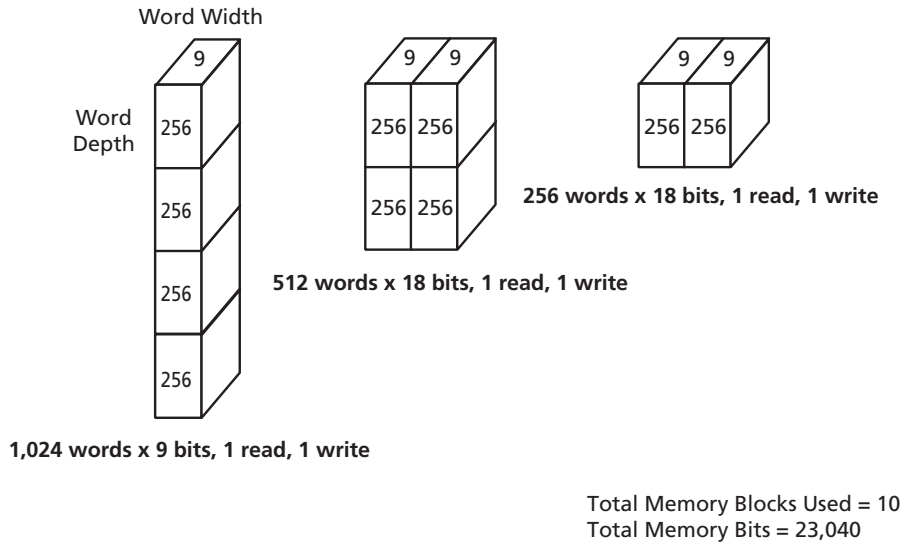 Word Width
9
Word
Depth
256
256
256
256
1,024 words x 9 bits, 1 read, 1 write
9 9
256 256
256 256
512 words x 18 bits, 1 read, 1 write
9 9
256 256
256 words x 18 bits, 1 read, 1 write
Total Memory Blocks Used = 10
Total Memory Bits = 23,040